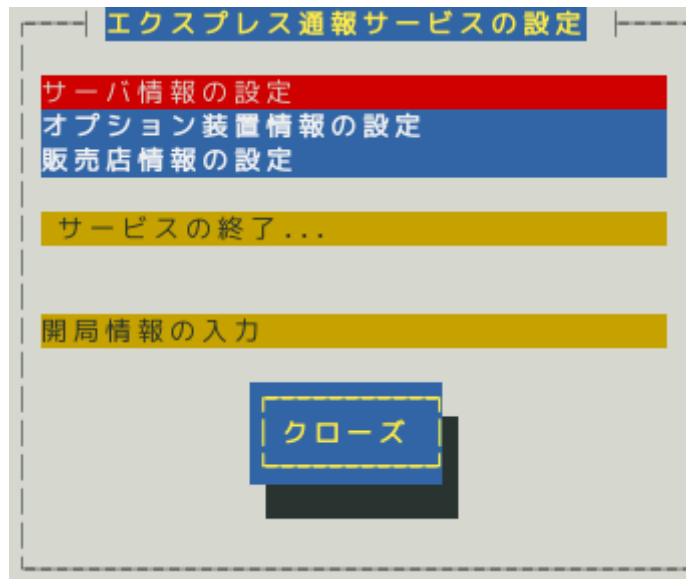 エクスプレス通報サービスの設定
サーバ情報の設定
オプション装置情報の設定
販売店情報の設定
サービスの終了...
開局情報の入力
クローズ